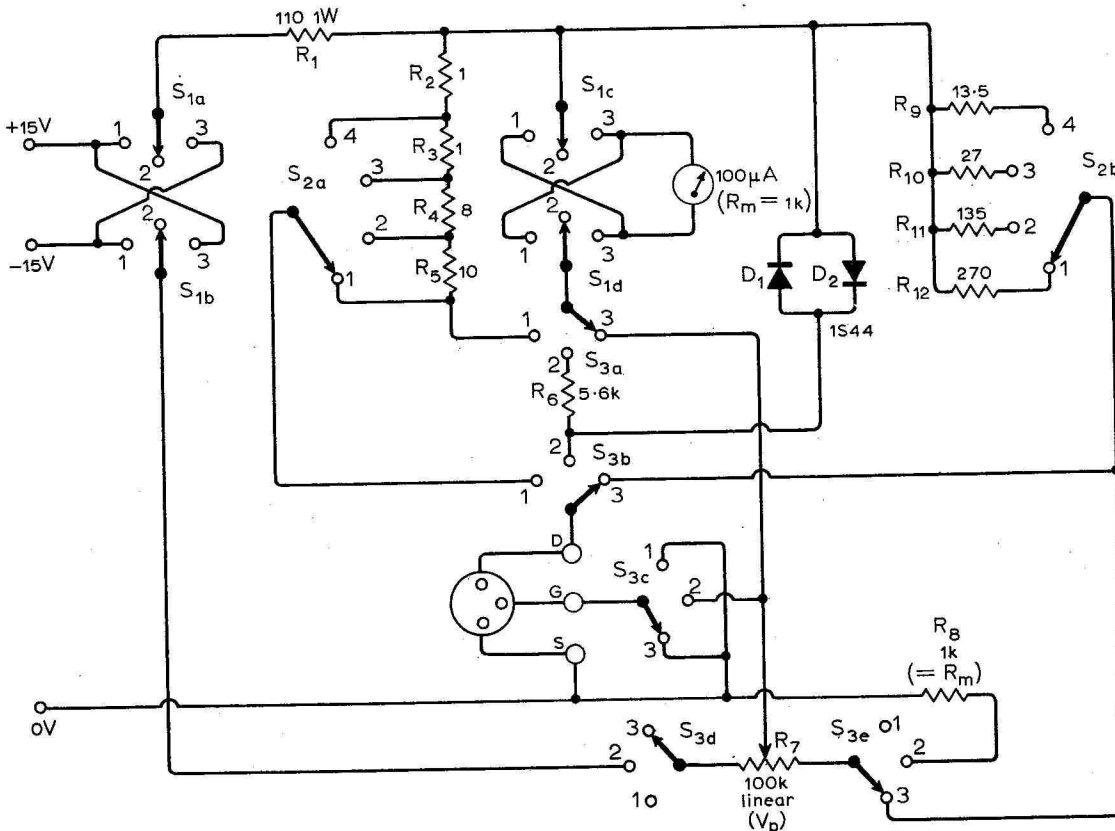 110 1W
R1
S1a
+15V
1
3
2
2
-15V
1
3
S1b
R2
1
4
R3
1
S2a
3
R4
8
2
R5
10
1
S1c
1
3
2
2
1
3
S1d
100μA
(Rm = 1k)
1
3
S3a
2
R6
5·6k
2
S3b
1
3
D1
D2
1S44
R9
13·5
4
R10
27
3
S2b
R11
135
2
1
R12
270
D
G
S
1
S3c
2
3
R8
1k
(= Rm)
0V
3
S3d
2
1
R7
100k
linear
(Vp)
S3e
1
2
3